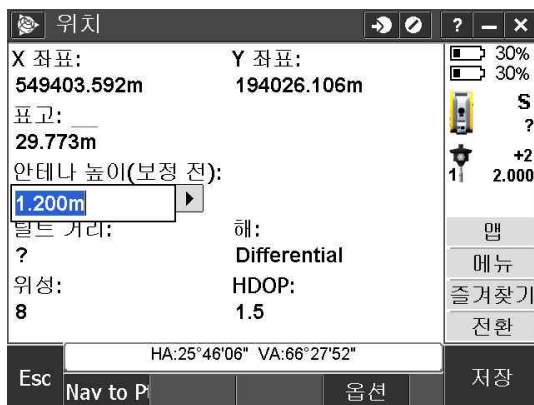 위치
? – ×
X 좌표: Y 좌표:
549403.592m 194026.106m
표고: __
29.773m
안테나 높이(보정 전):
1.200m
틸트 거리: 해:
? Differential
위성: HDOP:
8 1.5
30%
30%
S
?
+2
1 2.000
맵
메뉴
즐겨찾기
전환
HA:25°46'06" VA:66°27'52"
Esc
Nav to P
옵션
저장